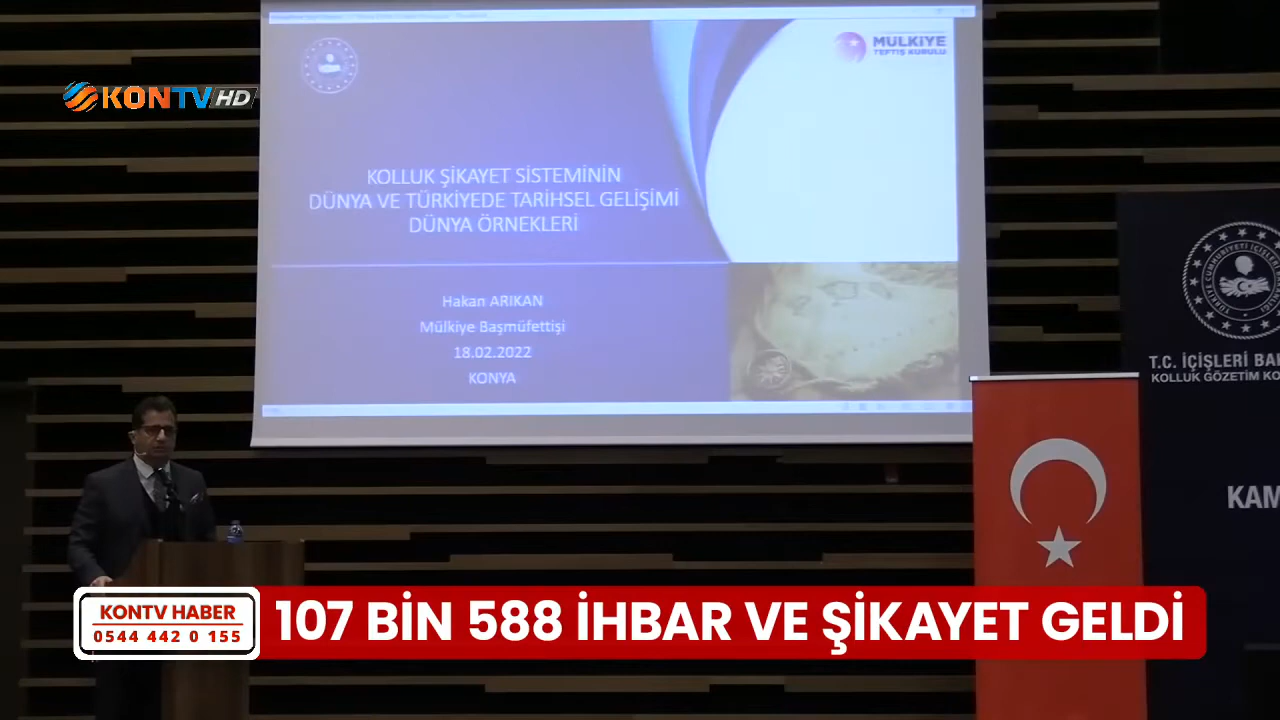 MÜLKİYE
TEFTİŞ KURULU
KONTV HD
KOLLUK ŞİKAYET SİSTEMİNİN
DÜNYA VE TÜRKİYEDE TARİHSEL GELİŞİMİ
DÜNYA ÖRNEKLERİ
Hakan ARIKAN
Mülkiye Başmüfettişi
18.02.2022
KONYA
T.C. İÇİŞLERİ BA
KOLLUK GÖZETİM KO
KAM
KONTV HABER
0544 442 0 155
107 BİN 588 İHBAR VE ŞİKAYET GELDİ